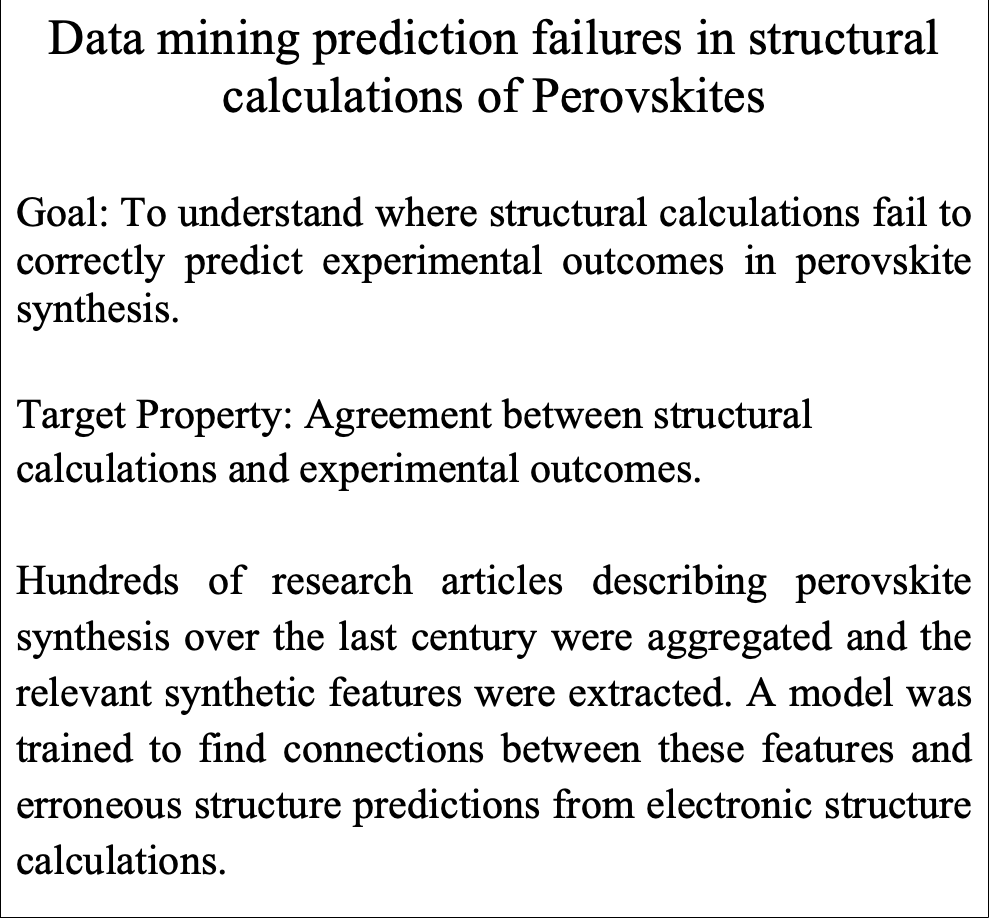 Data mining prediction failures in structural
calculations of Perovskites
Goal: To understand where structural calculations fail to
correctly predict experimental outcomes in perovskite
synthesis.
Target Property: Agreement between structural
calculations and experimental outcomes.
Hundreds of research articles describing perovskite
synthesis over the last century were aggregated and the
relevant synthetic features were extracted. A model was
trained to find connections between these features and
erroneous structure predictions from electronic structure
calculations.